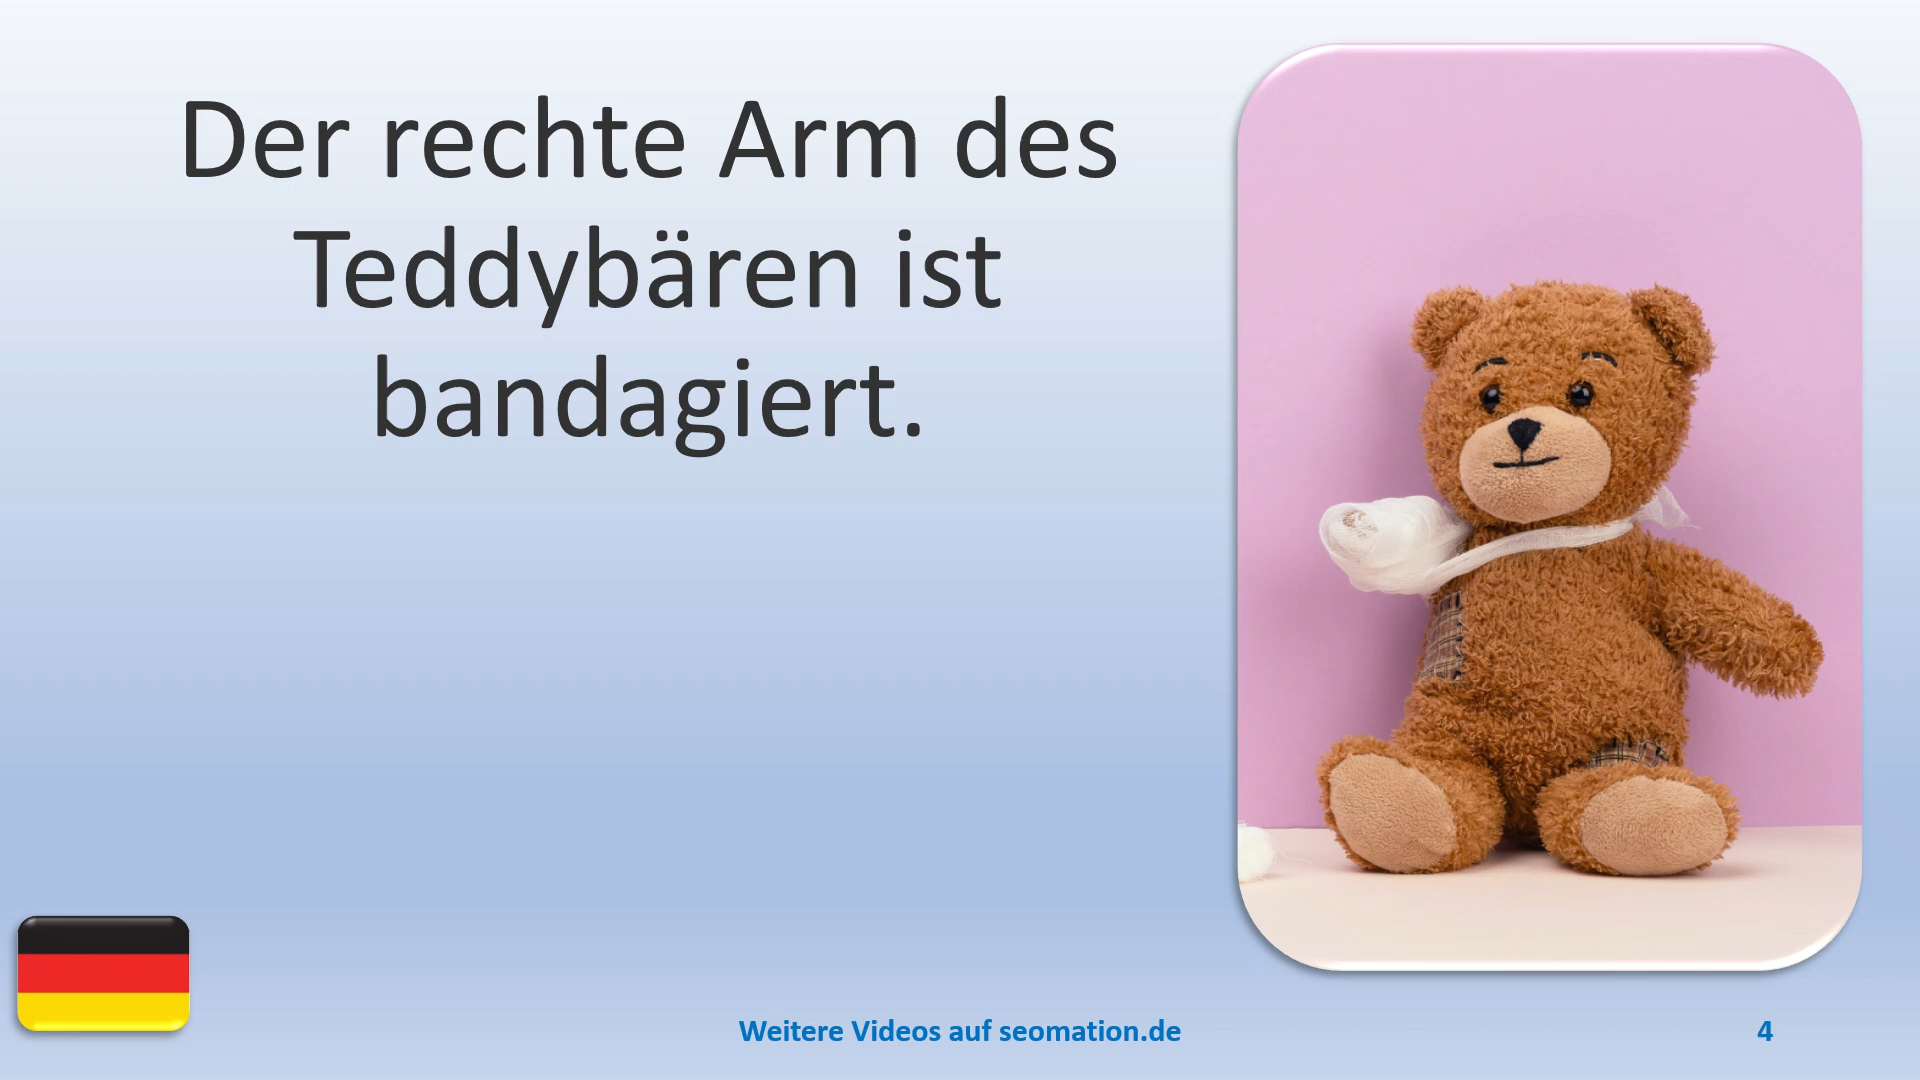 Der rechte Arm des
Teddybären ist
bandagiert.
Weitere Videos auf seomation.de
4